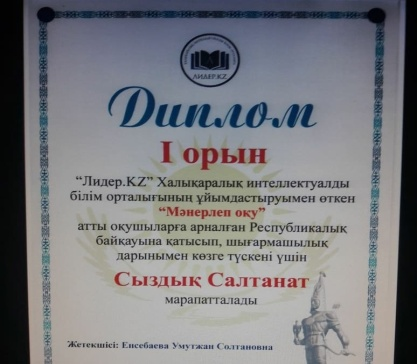 ЛИДЕР.KZ
Диплом
I орын
“Лидер.KZ” Халықаралық интеллектуалды
білім орталығының ұйымдастыруымен өткен
“Мәнерлеп оқу”
атты оқушыларға арналған Республикалық
байқауына қатысып, шығармашылық
дарынымен көзге түскені үшін
Сыздық Салтанат
марапатталады
Жетекшісі: Енсебаева Умутжан Солтановна